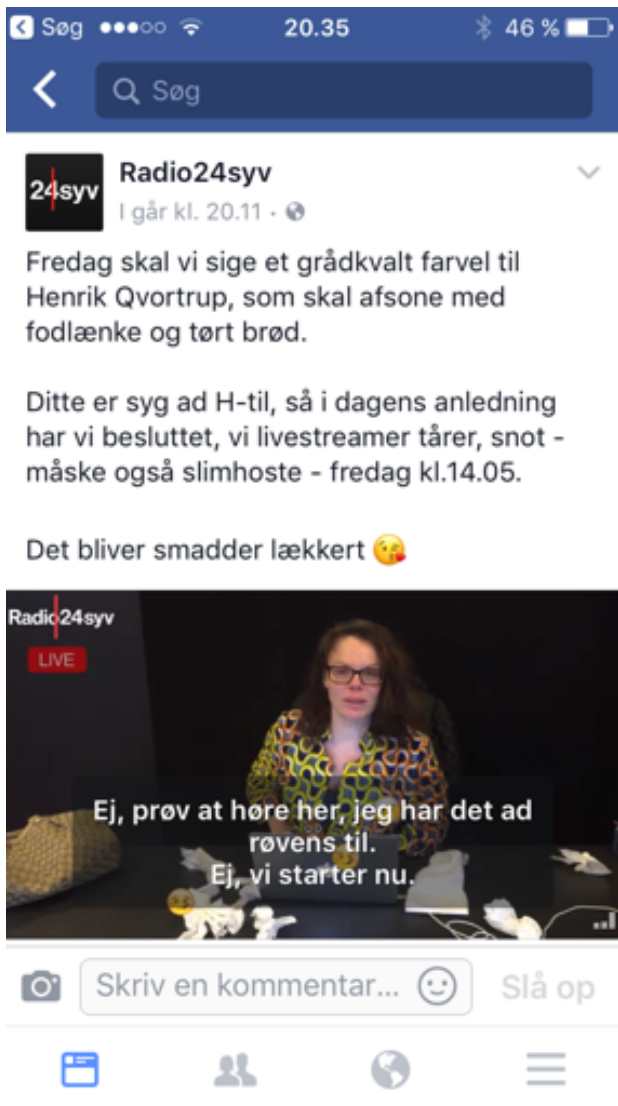 Søg
20.35
46 %
Søg
24syv
Radio24syv
I går kl. 20.11 ·
Fredag skal vi sige et grådkvalt farvel til
Henrik Qvortrup, som skal afsone med
fodlænke og tørt brød.
Ditte er syg ad H-til, så i dagens anledning
har vi besluttet, vi livestreamer tårer, snot -
måske også slimhoste - fredag kl.14.05.
Det bliver smadder lækkert 😘
Radio24syv
LIVE
Ej, prøv at høre her, jeg har det ad
røvens til.
Ej, vi starter nu.
Skriv en kommentar...
Slå op